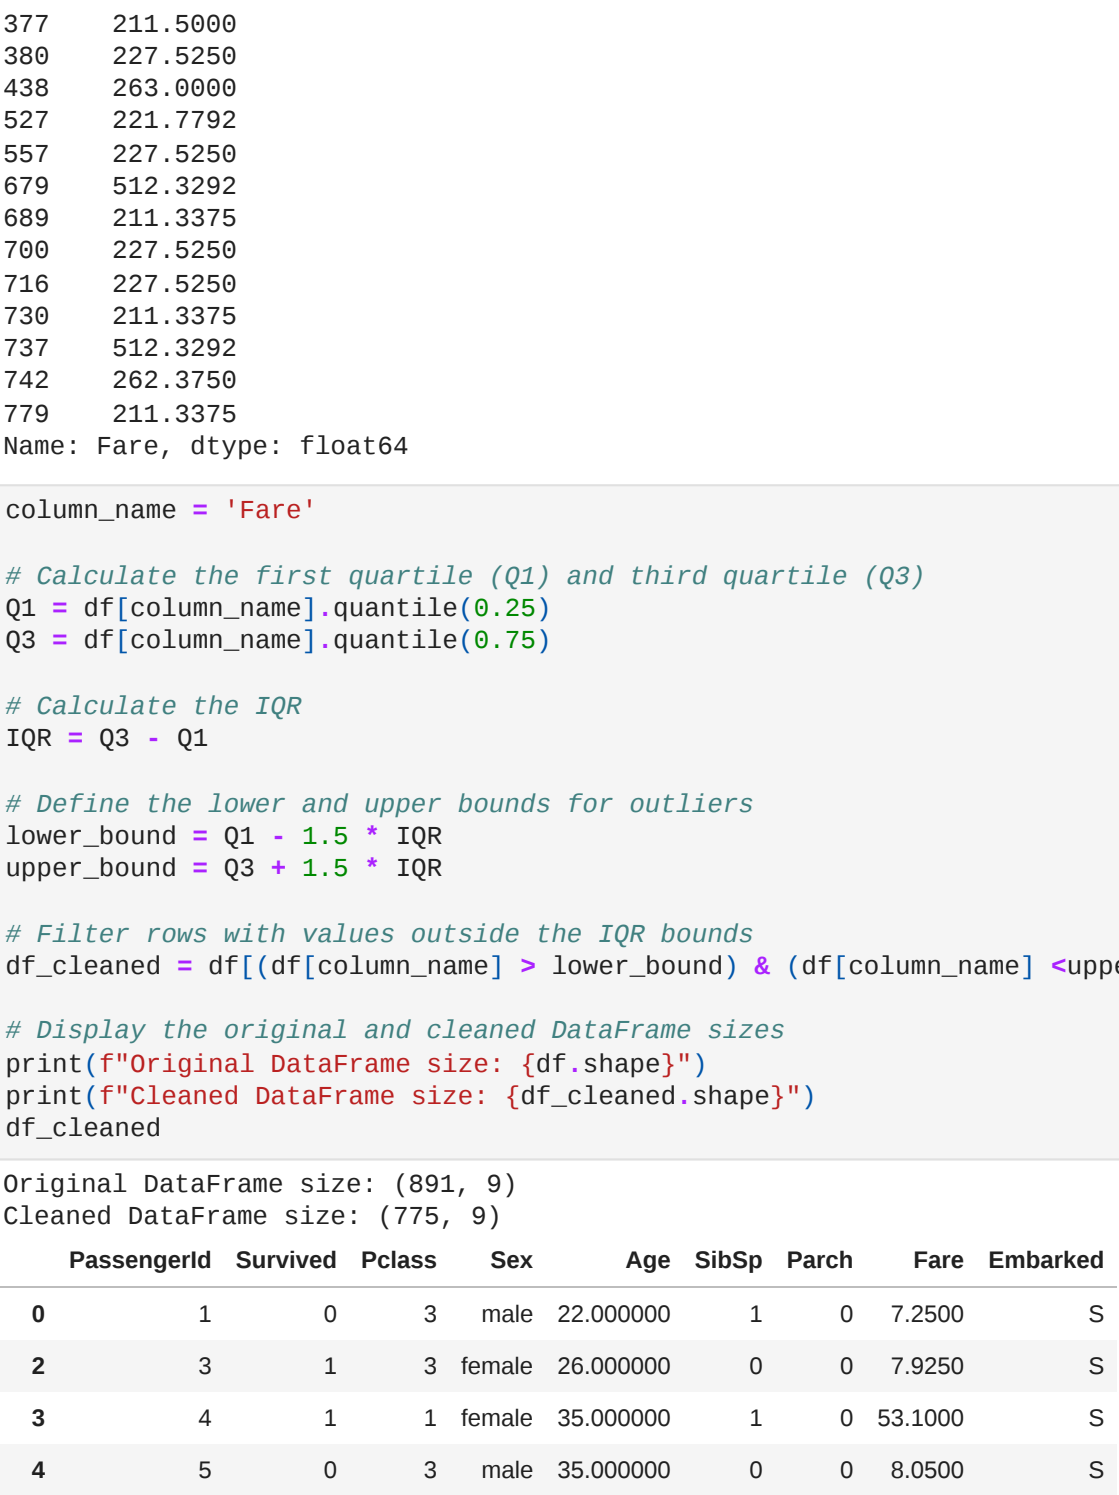 377    211.5000
380    227.5250
438    263.0000
527    221.7792
557    227.5250
679    512.3292
689    211.3375
700    227.5250
716    227.5250
730    211.3375
737    512.3292
742    262.3750
779    211.3375
Name: Fare, dtype: float64
column_name = 'Fare'
# Calculate the first quartile (Q1) and third quartile (Q3)
Q1 = df[column_name].quantile(0.25)
Q3 = df[column_name].quantile(0.75)
# Calculate the IQR
IQR = Q3 - Q1
# Define the lower and upper bounds for outliers
lower_bound = Q1 - 1.5 * IQR
upper_bound = Q3 + 1.5 * IQR
# Filter rows with values outside the IQR bounds
df_cleaned = df[(df[column_name] > lower_bound) & (df[column_name] <uppe
# Display the original and cleaned DataFrame sizes
print(f"Original DataFrame size: {df.shape}")
print(f"Cleaned DataFrame size: {df_cleaned.shape}")
df_cleaned
Original DataFrame size: (891, 9)
Cleaned DataFrame size: (775, 9)
PassengerId Survived Pclass Sex Age SibSp Parch Fare Embarked
0 1 0 3 male 22.000000 1 0 7.2500 S
2 3 1 3 female 26.000000 0 0 7.9250 S
3 4 1 1 female 35.000000 1 0 53.1000 S
4 5 0 3 male 35.000000 0 0 8.0500 S